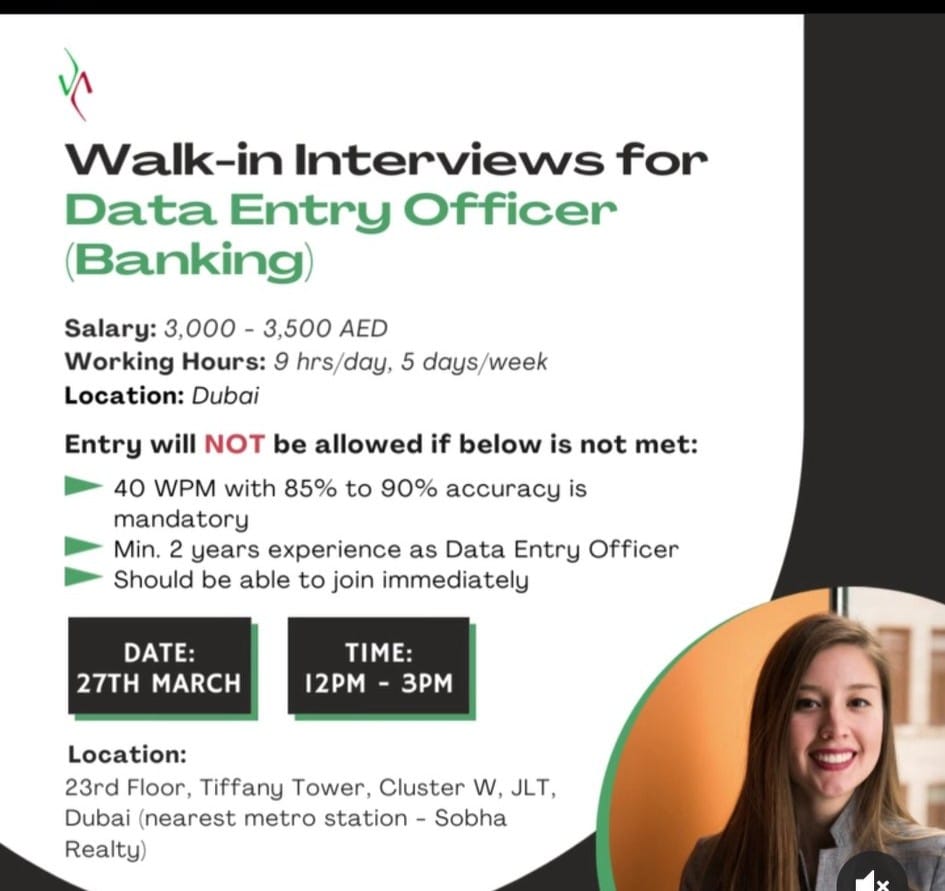 Walk-in Interviews for
Data Entry Officer
(Banking)
Salary: 3,000 - 3,500 AED
Working Hours: 9 hrs/day, 5 days/week
Location: Dubai
Entry will NOT be allowed if below is not met:
40 WPM with 85% to 90% accuracy is
mandatory
Min. 2 years experience as Data Entry Officer
Should be able to join immediately
DATE:
27TH MARCH
TIME:
12PM - 3PM
Location:
23rd Floor, Tiffany Tower, Cluster W, JLT,
Dubai (nearest metro station - Sobha
Realty)